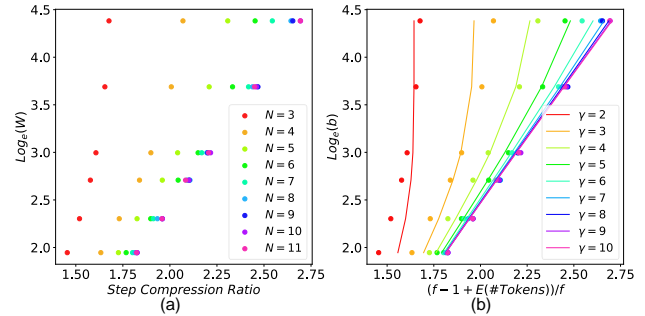 4.5
4.0
3.5
3.0
2.5
2.0
Log_e(W)
1.50 1.75 2.00 2.25 2.50 2.75
Step Compression Ratio
(a)
N = 3
N = 4
N = 5
N = 6
N = 7
N = 8
N = 9
N = 10
N = 11
4.5
4.0
3.5
3.0
2.5
2.0
Log_e(b)
1.50 1.75 2.00 2.25 2.50 2.75
(f − 1 + E(#Tokens))/f
(b)
γ = 2
γ = 3
γ = 4
γ = 5
γ = 6
γ = 7
γ = 8
γ = 9
γ = 10